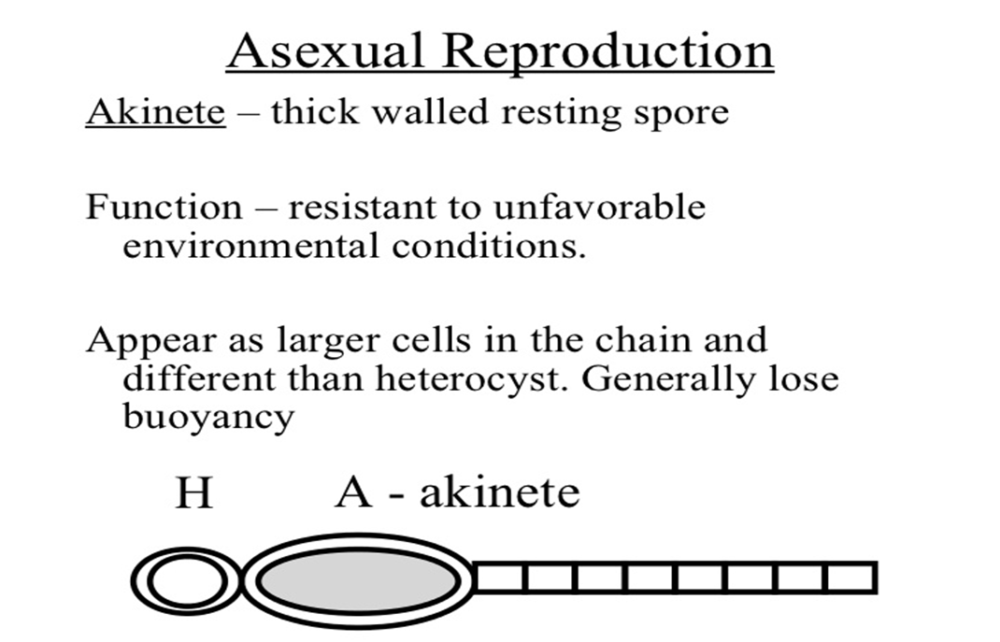 Asexual Reproduction
Akinete – thick walled resting spore
Function – resistant to unfavorable
environmental conditions.
Appear as larger cells in the chain and
different than heterocyst. Generally lose
buoyancy
H A - akinete